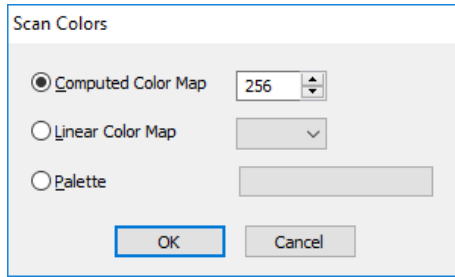 Scan Colors
Computed Color Map 256
Linear Color Map
Palette
OK Cancel